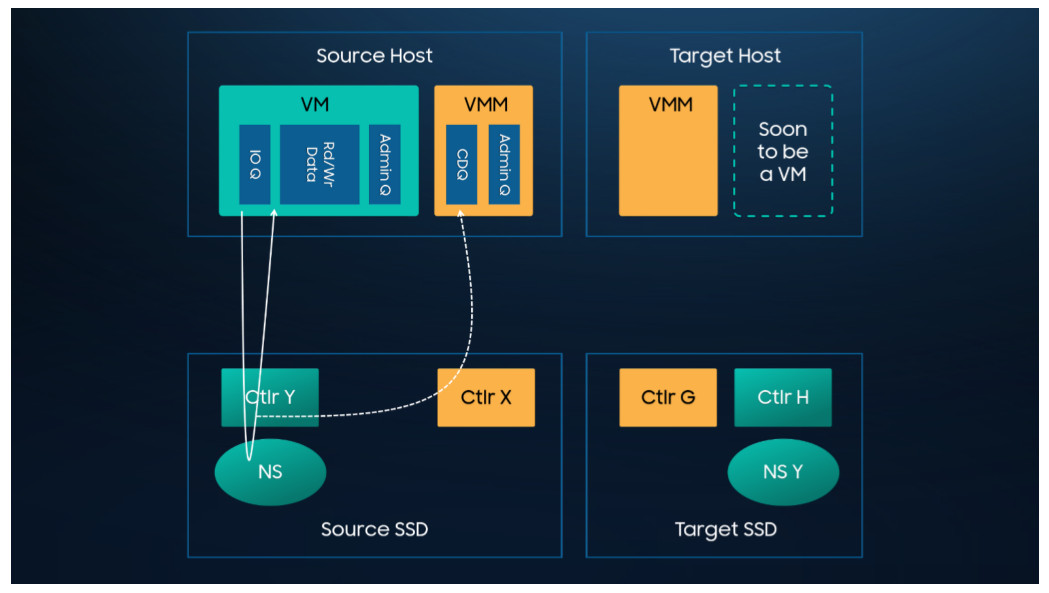 Source Host
Target Host
VM
VMM
VMM
IO Q
Rd/Wr
Data
Admin Q
CDQ
Admin Q
Soon
to be
a VM
Ctlr Y
Ctlr X
Ctlr G
Ctlr H
NS
NS Y
Source SSD
Target SSD